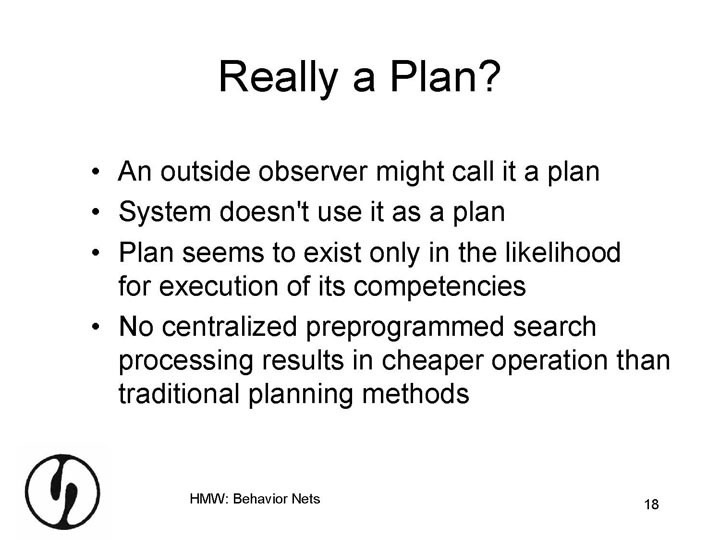 Really a Plan?
• An outside observer might call it a plan
• System doesn't use it as a plan
• Plan seems to exist only in the likelihood
for execution of its competencies
• No centralized preprogrammed search
processing results in cheaper operation than
traditional planning methods
HMW: Behavior Nets
18